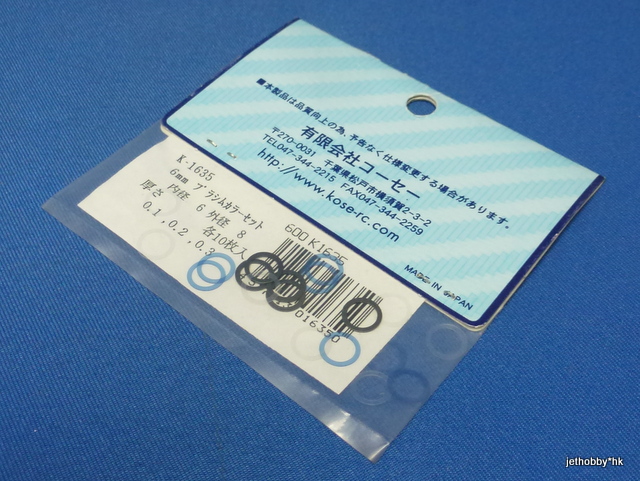 ■本製品は品質向上の為、予告なく仕様変更する場合があります。
有限会社コーセー
〒270-0031 千葉県松戸市横須賀2-3-2
TEL047-344-2215 FAX047-344-2259
http://www.kose-rc.com
MADE IN JAPAN
K-1635
6mm プラシムカラーセット
内径 6 外径 8
厚さ 各10枚入
0.1,0.2,0.3
600 K1635
016350
jethobby*hk